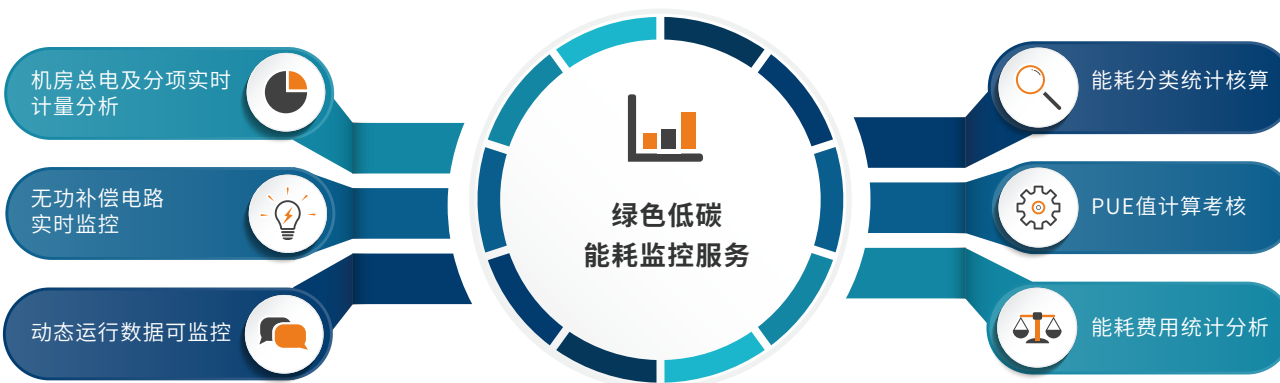 机房总电及分项实时
计量分析
无功补偿电路
实时监控
动态运行数据可监控
绿色低碳
能耗监控服务
能耗分类统计核算
PUE值计算考核
能耗费用统计分析